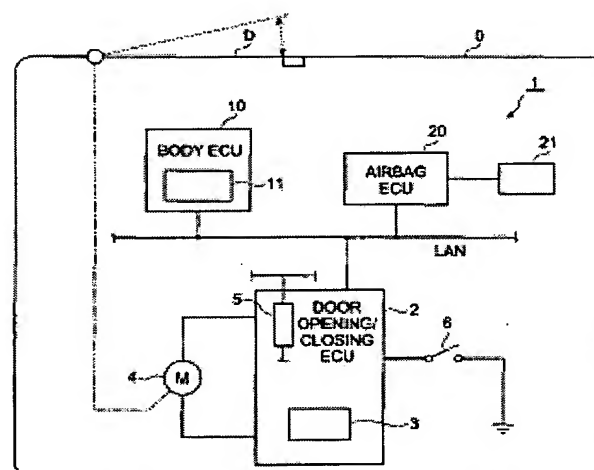 D
D
1
10
BODY ECU
11
20
AIRBAG
ECU
21
LAN
5
DOOR
OPENING/
CLOSING
ECU
2
6
4
M
3